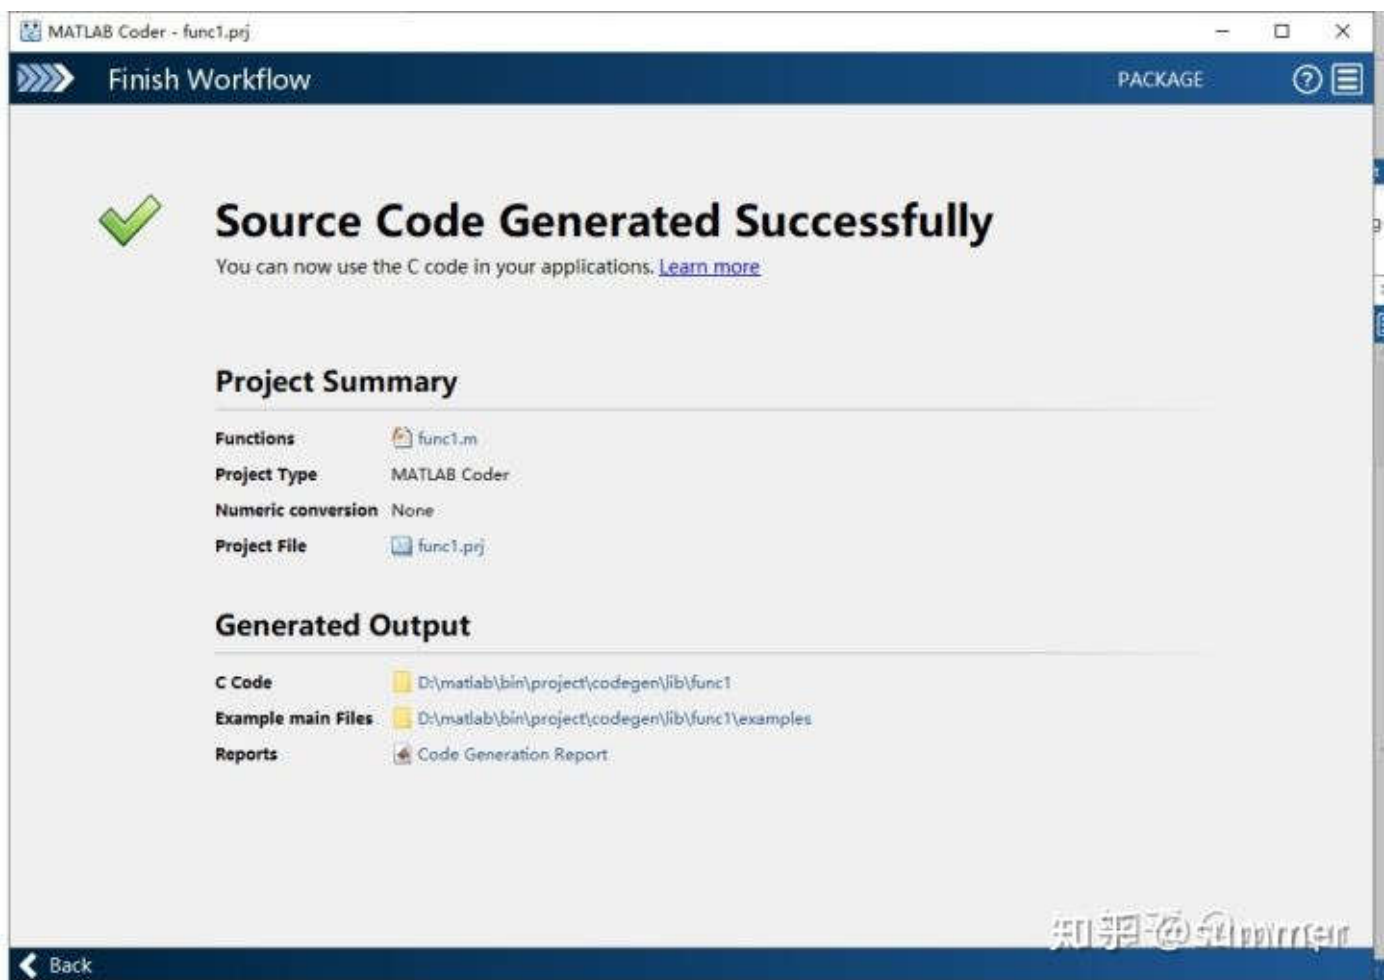 MATLAB Coder - func1.prj
Finish Workflow
PACKAGE
?
Source Code Generated Successfully
You can now use the C code in your applications. Learn more
Project Summary
Functions func1.m
Project Type MATLAB Coder
Numeric conversion None
Project File func1.prj
Generated Output
C Code D:\matlab\bin\project\codegen\lib\func1
Example main Files D:\matlab\bin\project\codegen\lib\func1\examples
Reports Code Generation Report
Back